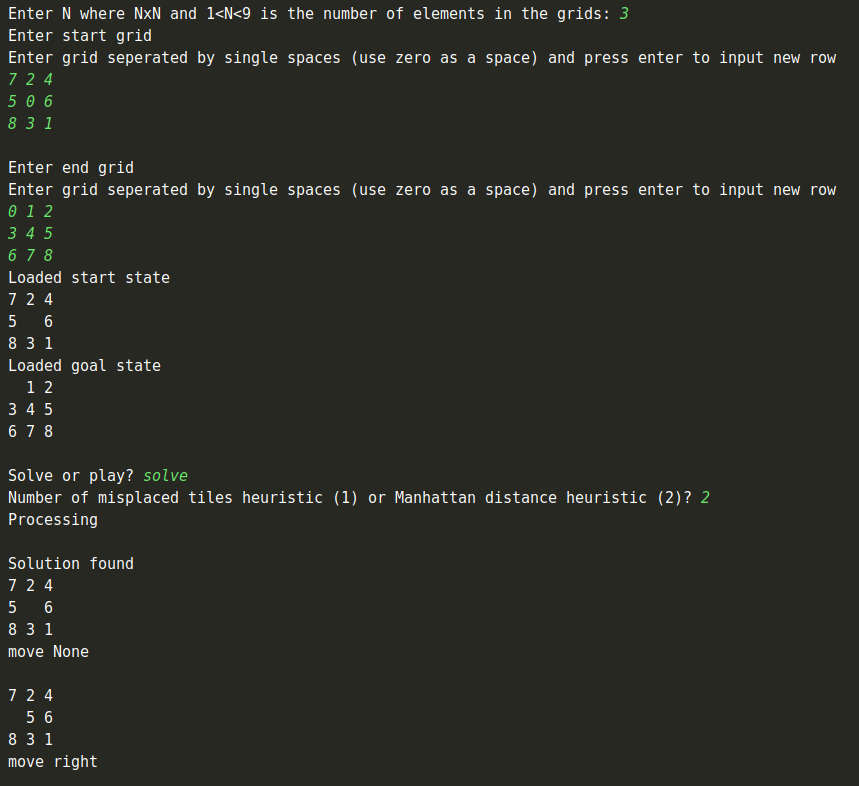 Enter N where NxN and 1<N<9 is the number of elements in the grids: 3
Enter start grid
Enter grid seperated by single spaces (use zero as a space) and press enter to input new row
7 2 4
5 0 6
8 3 1
Enter end grid
Enter grid seperated by single spaces (use zero as a space) and press enter to input new row
0 1 2
3 4 5
6 7 8
Loaded start state
7 2 4
5   6
8 3 1
Loaded goal state
  1 2
3 4 5
6 7 8
Solve or play? solve
Number of misplaced tiles heuristic (1) or Manhattan distance heuristic (2)? 2
Processing
Solution found
7 2 4
5   6
8 3 1
move None
7 2 4
  5 6
8 3 1
move right